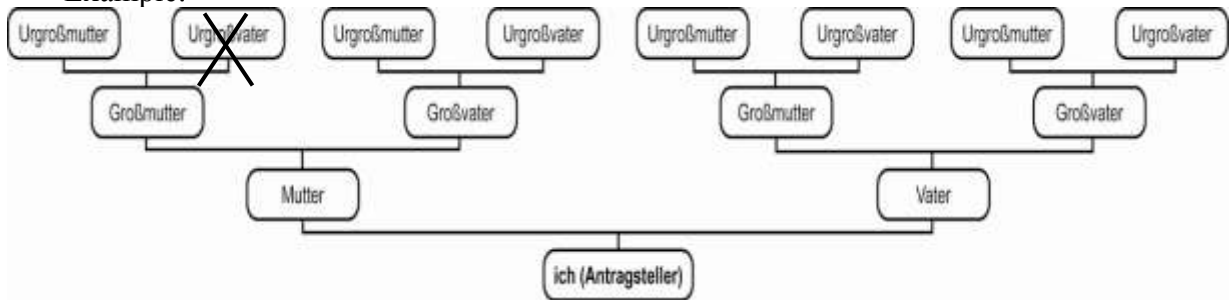 Example:
Urgroßmutter Urgroßvater Urgroßmutter Urgroßvater Urgroßmutter Urgroßvater Urgroßmutter Urgroßvater
Großmutter Großvater Großmutter Großvater
Mutter Vater
ich (Antragsteller)